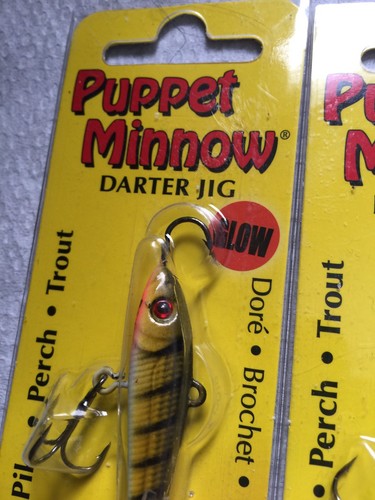 Puppet
Minnow®
DARTER JIG
GLOW
Perch • Trout
Doré • Brochet •
Perch • Trout